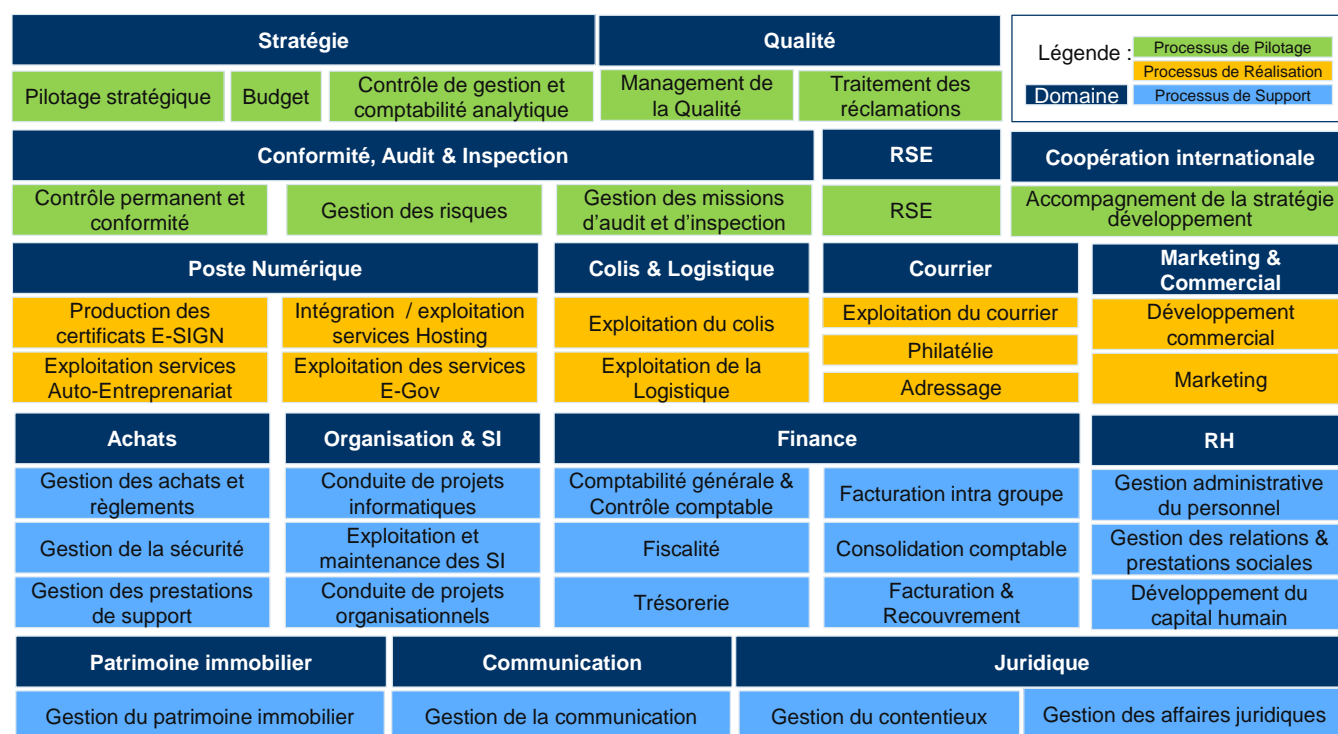 Stratégie
Qualité
Légende :
Processus de Pilotage
Processus de Réalisation
Domaine
Processus de Support
Pilotage stratégique
Budget
Contrôle de gestion et
comptabilité analytique
Management de
la Qualité
Traitement des
réclamations
Conformité, Audit & Inspection
RSE
Coopération internationale
Contrôle permanent et
conformité
Gestion des risques
Gestion des missions
d'audit et d'inspection
RSE
Accompagnement de la stratégie
développement
Poste Numérique
Colis & Logistique
Courrier
Marketing &
Commercial
Production des
certificats E-SIGN
Intégration / exploitation
services Hosting
Exploitation du colis
Exploitation du courrier
Développement
commercial
Philatélie
Exploitation services
Auto-Entreprenariat
Exploitation des services
E-Gov
Exploitation de la
Logistique
Adressage
Marketing
Achats
Organisation & SI
Finance
RH
Gestion des achats et
règlements
Conduite de projets
informatiques
Comptabilité générale &
Contrôle comptable
Facturation intra groupe
Gestion administrative
du personnel
Gestion de la sécurité
Exploitation et
maintenance des SI
Fiscalité
Consolidation comptable
Gestion des relations &
prestations sociales
Gestion des prestations
de support
Conduite de projets
organisationnels
Trésorerie
Facturation &
Recouvrement
Développement du
capital humain
Patrimoine immobilier
Communication
Juridique
Gestion du patrimoine immobilier
Gestion de la communication
Gestion du contentieux
Gestion des affaires juridiques